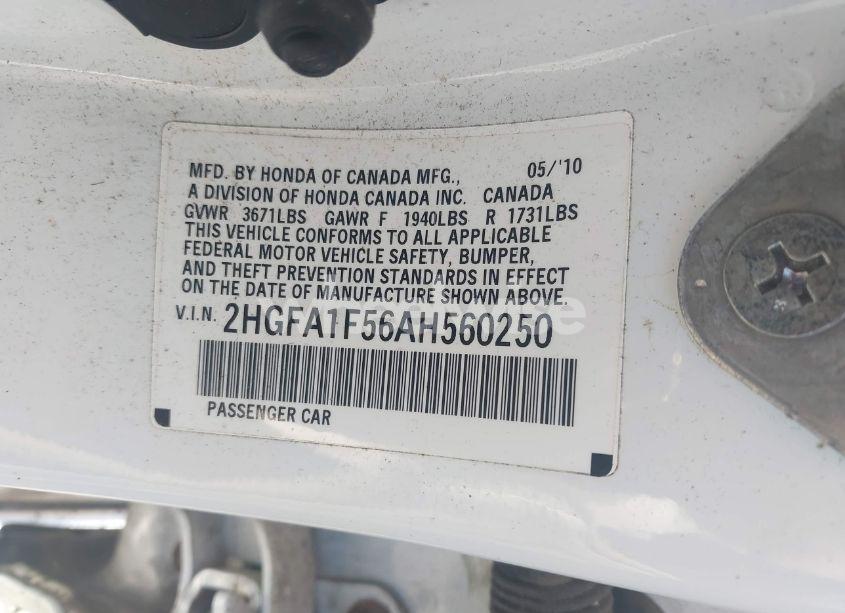 MFD. BY HONDA OF CANADA MFG., 05/'10
A DIVISION OF HONDA CANADA INC. CANADA
GVWR 3671LBS GAWR F 1940LBS R 1731LBS
THIS VEHICLE CONFORMS TO ALL APPLICABLE
FEDERAL MOTOR VEHICLE SAFETY, BUMPER,
AND THEFT PREVENTION STANDARDS IN EFFECT
ON THE DATE OF MANUFACTURE SHOWN ABOVE.
V.I.N. 2HGFA1F56AH560250
PASSENGER CAR